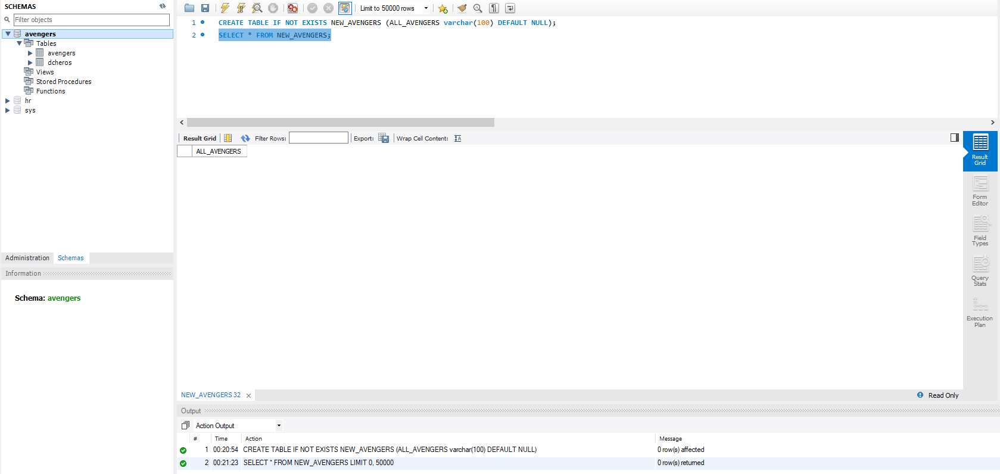 SCHEMAS
Filter objects
avengers
Tables
avengers
dcheros
Views
Stored Procedures
Functions
hr
sys
Administration Schemas
Information
Schema: avengers
Limit to 50000 rows
1 CREATE TABLE IF NOT EXISTS NEW_AVENGERS (ALL_AVENGERS varchar(100) DEFAULT NULL);
2 SELECT * FROM NEW_AVENGERS;
Result Grid Filter Rows: Export: Wrap Cell Content:
ALL_AVENGERS
Result
Grid
Form
Editor
Field
Types
Query
Stats
Execution
Plan
NEW_AVENGERS 32 Read Only
Output
Action Output
# Time Action Message
1 00:20:54 CREATE TABLE IF NOT EXISTS NEW_AVENGERS (ALL_AVENGERS varchar(100) DEFAULT NULL) 0 row(s) affected
2 00:21:23 SELECT * FROM NEW_AVENGERS LIMIT 0, 50000 0 row(s) returned